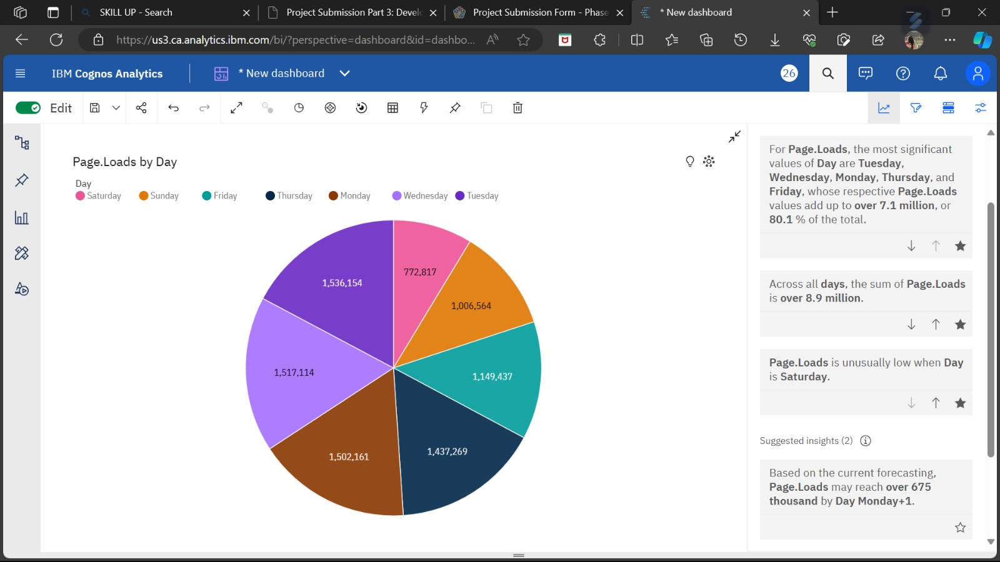 SKILL UP - Search
Project Submission Part 3: Devel
Project Submission Form - Phase
* New dashboard
https://us3.ca.analytics.ibm.com/bi/?perspective=dashboard&id=dashbo...
IBM Cognos Analytics
* New dashboard
26
Edit
Page.Loads by Day
Day
Saturday Sunday Friday Thursday Monday Wednesday Tuesday
772,817
1,006,564
1,149,437
1,437,269
1,502,161
1,517,114
1,536,154
For Page.Loads, the most significant
values of Day are Tuesday,
Wednesday, Monday, Thursday, and
Friday, whose respective Page.Loads
values add up to over 7.1 million, or
80.1 % of the total.
Across all days, the sum of Page.Loads
is over 8.9 million.
Page.Loads is unusually low when Day
is Saturday.
Suggested insights (2)
Based on the current forecasting,
Page.Loads may reach over 675
thousand by Day Monday+1.